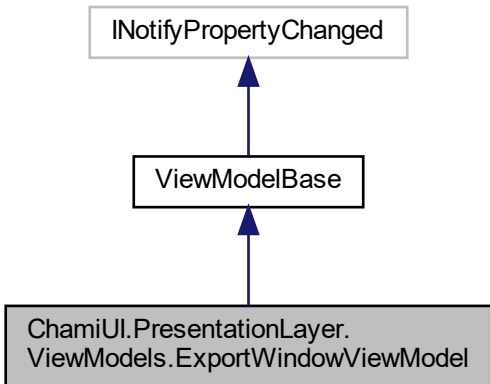 INotifyPropertyChanged
ViewModelBase
ChamiUI.PresentationLayer.
ViewModels.ExportWindowViewModel